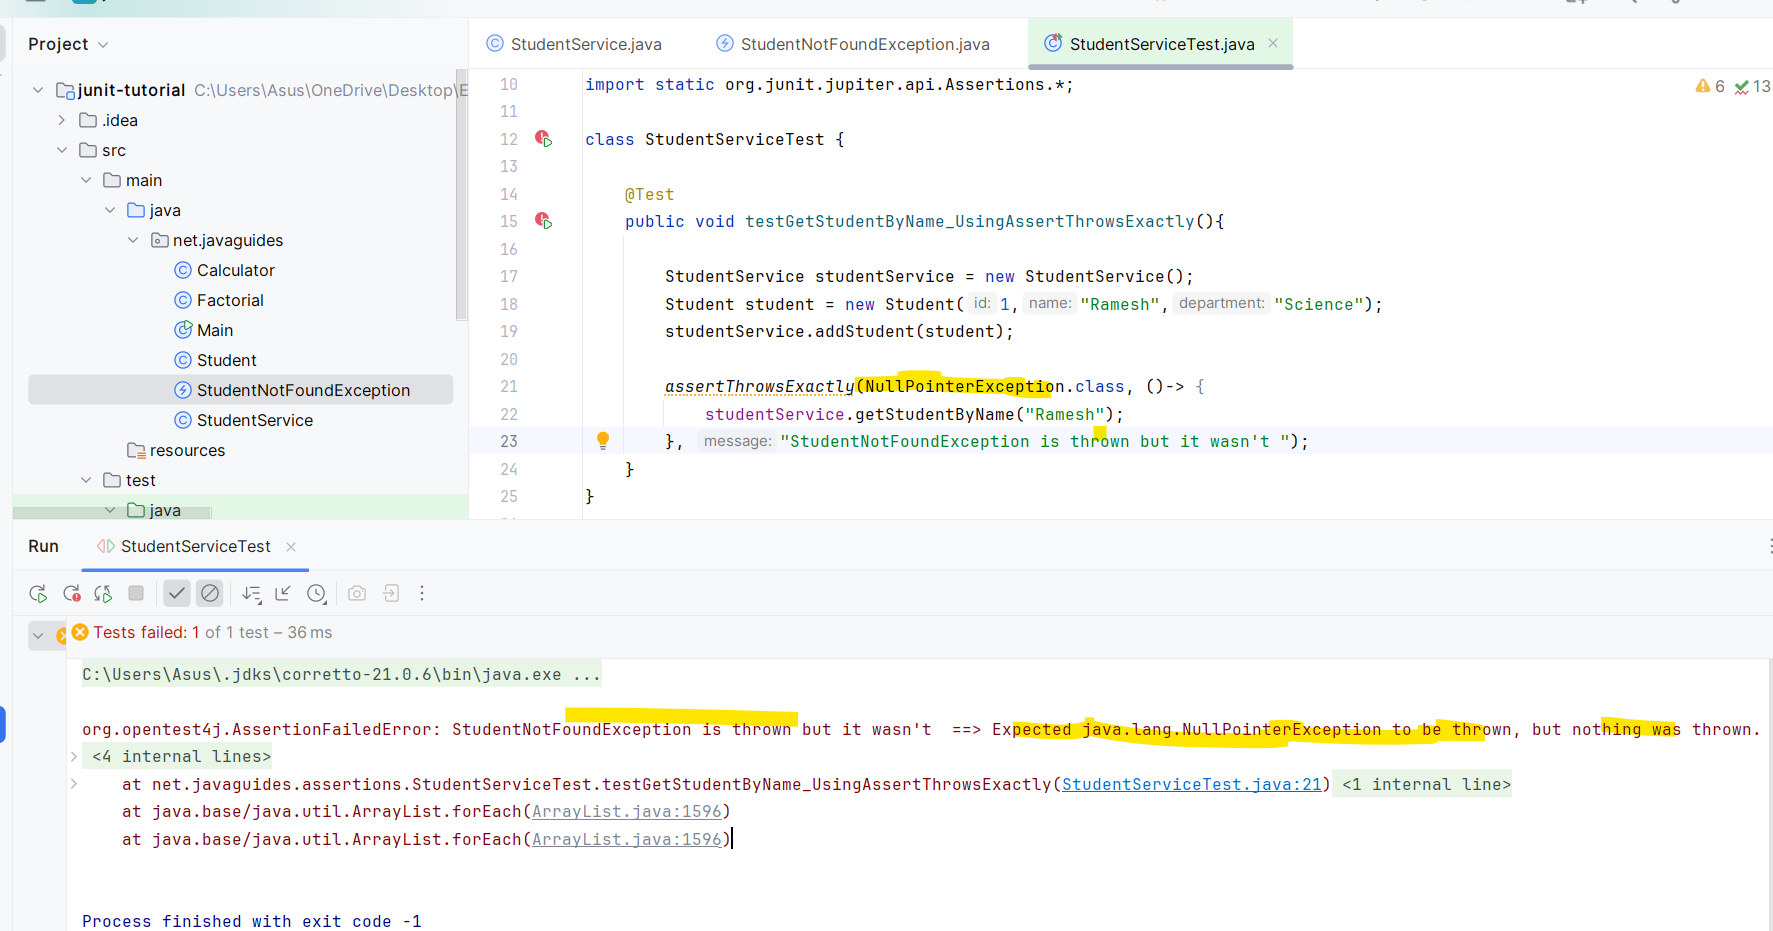 Project
StudentService.java
StudentNotFoundException.java
StudentServiceTest.java
junit-tutorial C:\Users\Asus\OneDrive\Desktop\E
.idea
src
main
java
net.javaguides
Calculator
Factorial
Main
Student
StudentNotFoundException
StudentService
resources
test
java
10 import static org.junit.jupiter.api.Assertions.*;
6 13
11
12 class StudentServiceTest {
13
14 @Test
15 public void testGetStudentByName_UsingAssertThrowsExactly(){
16
17 StudentService studentService = new StudentService();
18 Student student = new Student( id: 1, name: "Ramesh", department: "Science");
19 studentService.addStudent(student);
20
21 assertThrowsExactly(NullPointerException.class, ()-> {
22 studentService.getStudentByName("Ramesh");
23 }, message: "StudentNotFoundException is thrown but it wasn't ");
24 }
25 }
Run StudentServiceTest
Tests failed: 1 of 1 test – 36 ms
C:\Users\Asus\.jdks\corretto-21.0.6\bin\java.exe ...
org.opentest4j.AssertionFailedError: StudentNotFoundException is thrown but it wasn't ==> Expected java.lang.NullPointerException to be thrown, but nothing was thrown.
<4 internal lines>
at net.javaguides.assertions.StudentServiceTest.testGetStudentByName_UsingAssertThrowsExactly(StudentServiceTest.java:21) <1 internal line>
at java.base/java.util.ArrayList.forEach(ArrayList.java:1596)
at java.base/java.util.ArrayList.forEach(ArrayList.java:1596)
Process finished with exit code -1